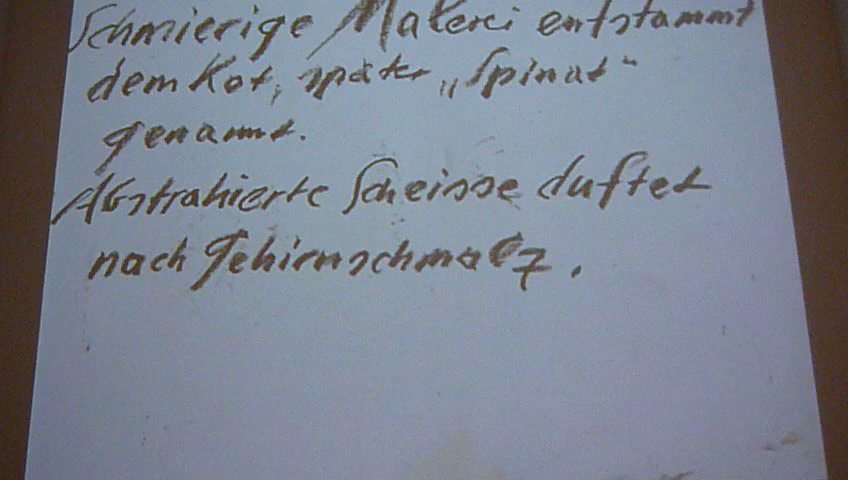 Schmierige Malerei entstammt
dem Kot, später „Spinat“
genannt.
Abstrahierte Scheisse duftet
nach Gehirnschmalz.